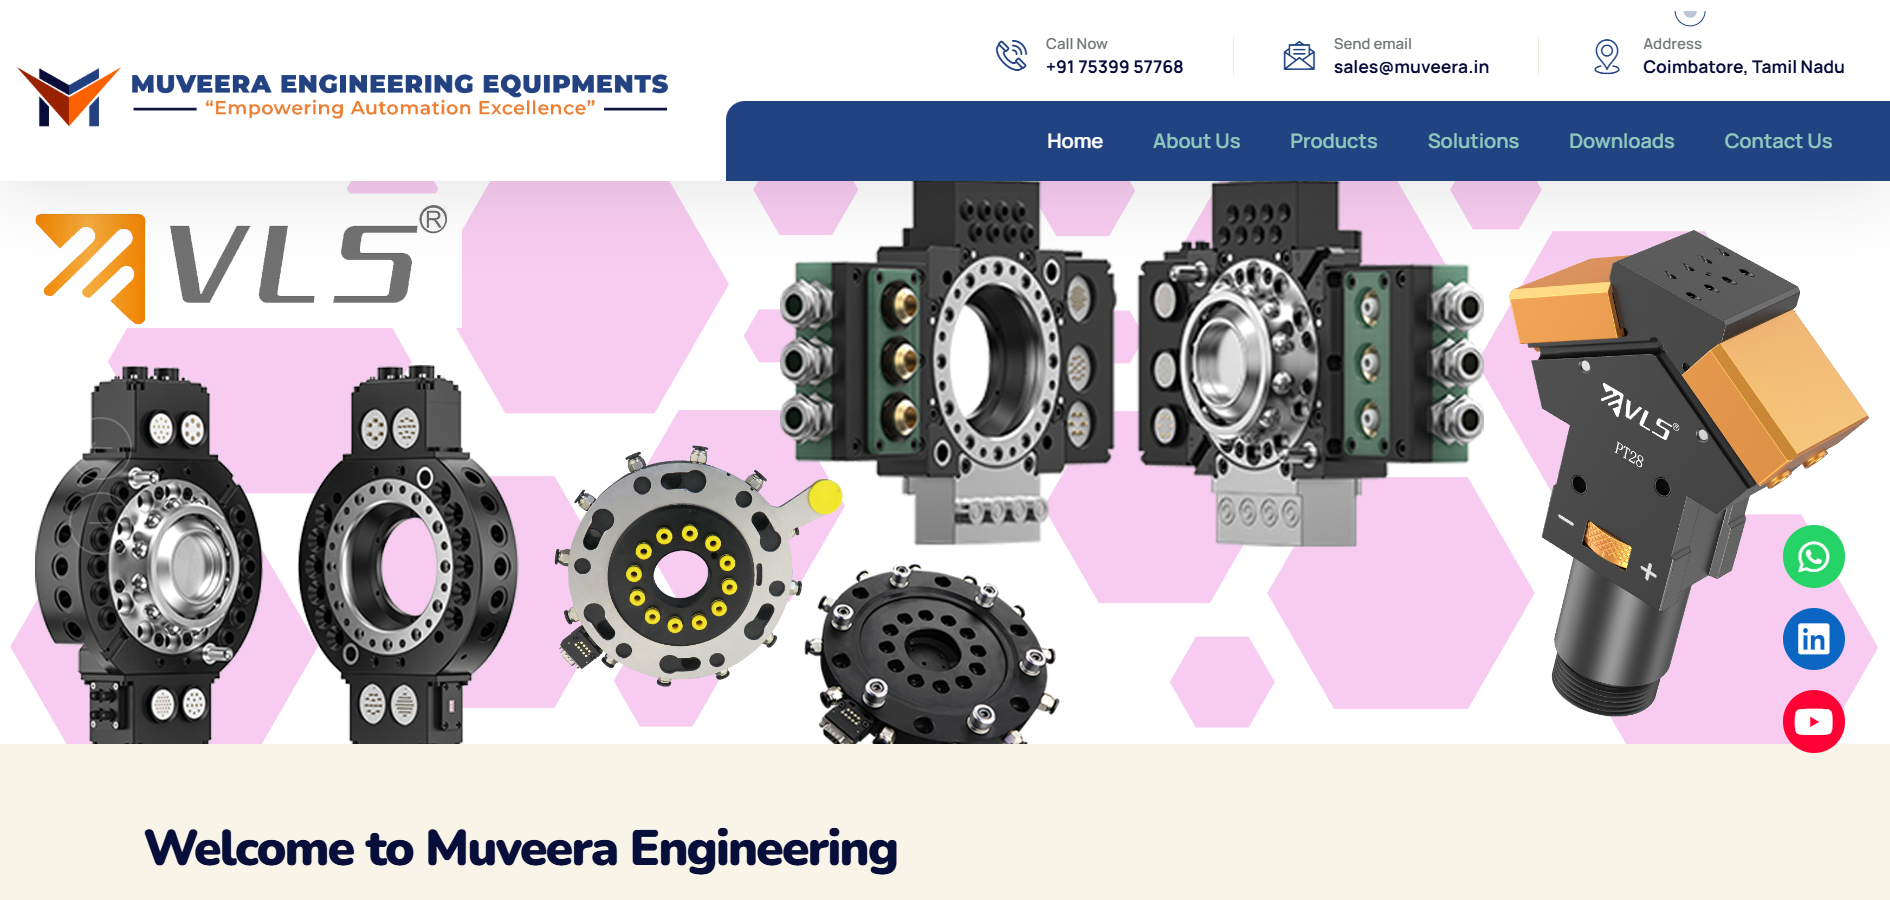 Call Now
+91 75399 57768
Send email
sales@muveera.in
Address
Coimbatore, Tamil Nadu
MUVEERA ENGINEERING EQUIPMENTS
“Empowering Automation Excellence”
Home
About Us
Products
Solutions
Downloads
Contact Us
VLS®
VLS®
PT28
− +
in
Welcome to Muveera Engineering